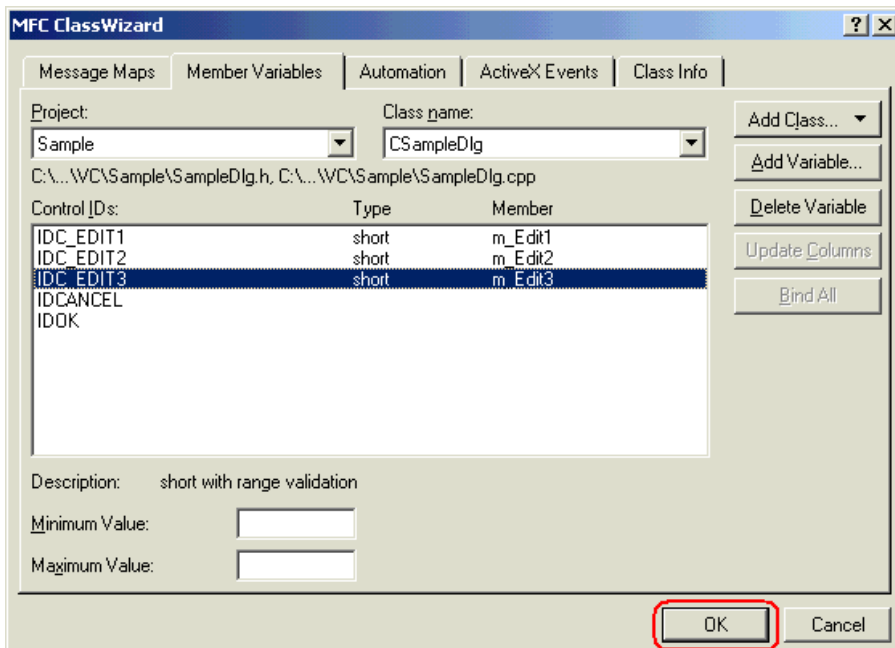 MFC ClassWizard
Message Maps Member Variables Automation ActiveX Events Class Info
Project: Class name:
Sample CSampleDlg
Add Class...
C:\...\VC\Sample\SampleDlg.h, C:\...\VC\Sample\SampleDlg.cpp
Add Variable...
Control IDs: Type Member
Delete Variable
IDC_EDIT1 short m_Edit1
IDC_EDIT2 short m_Edit2
Update Columns
IDC_EDIT3 short m_Edit3
IDCANCEL
Bind All
IDOK
Description: short with range validation
Minimum Value:
Maximum Value:
OK Cancel